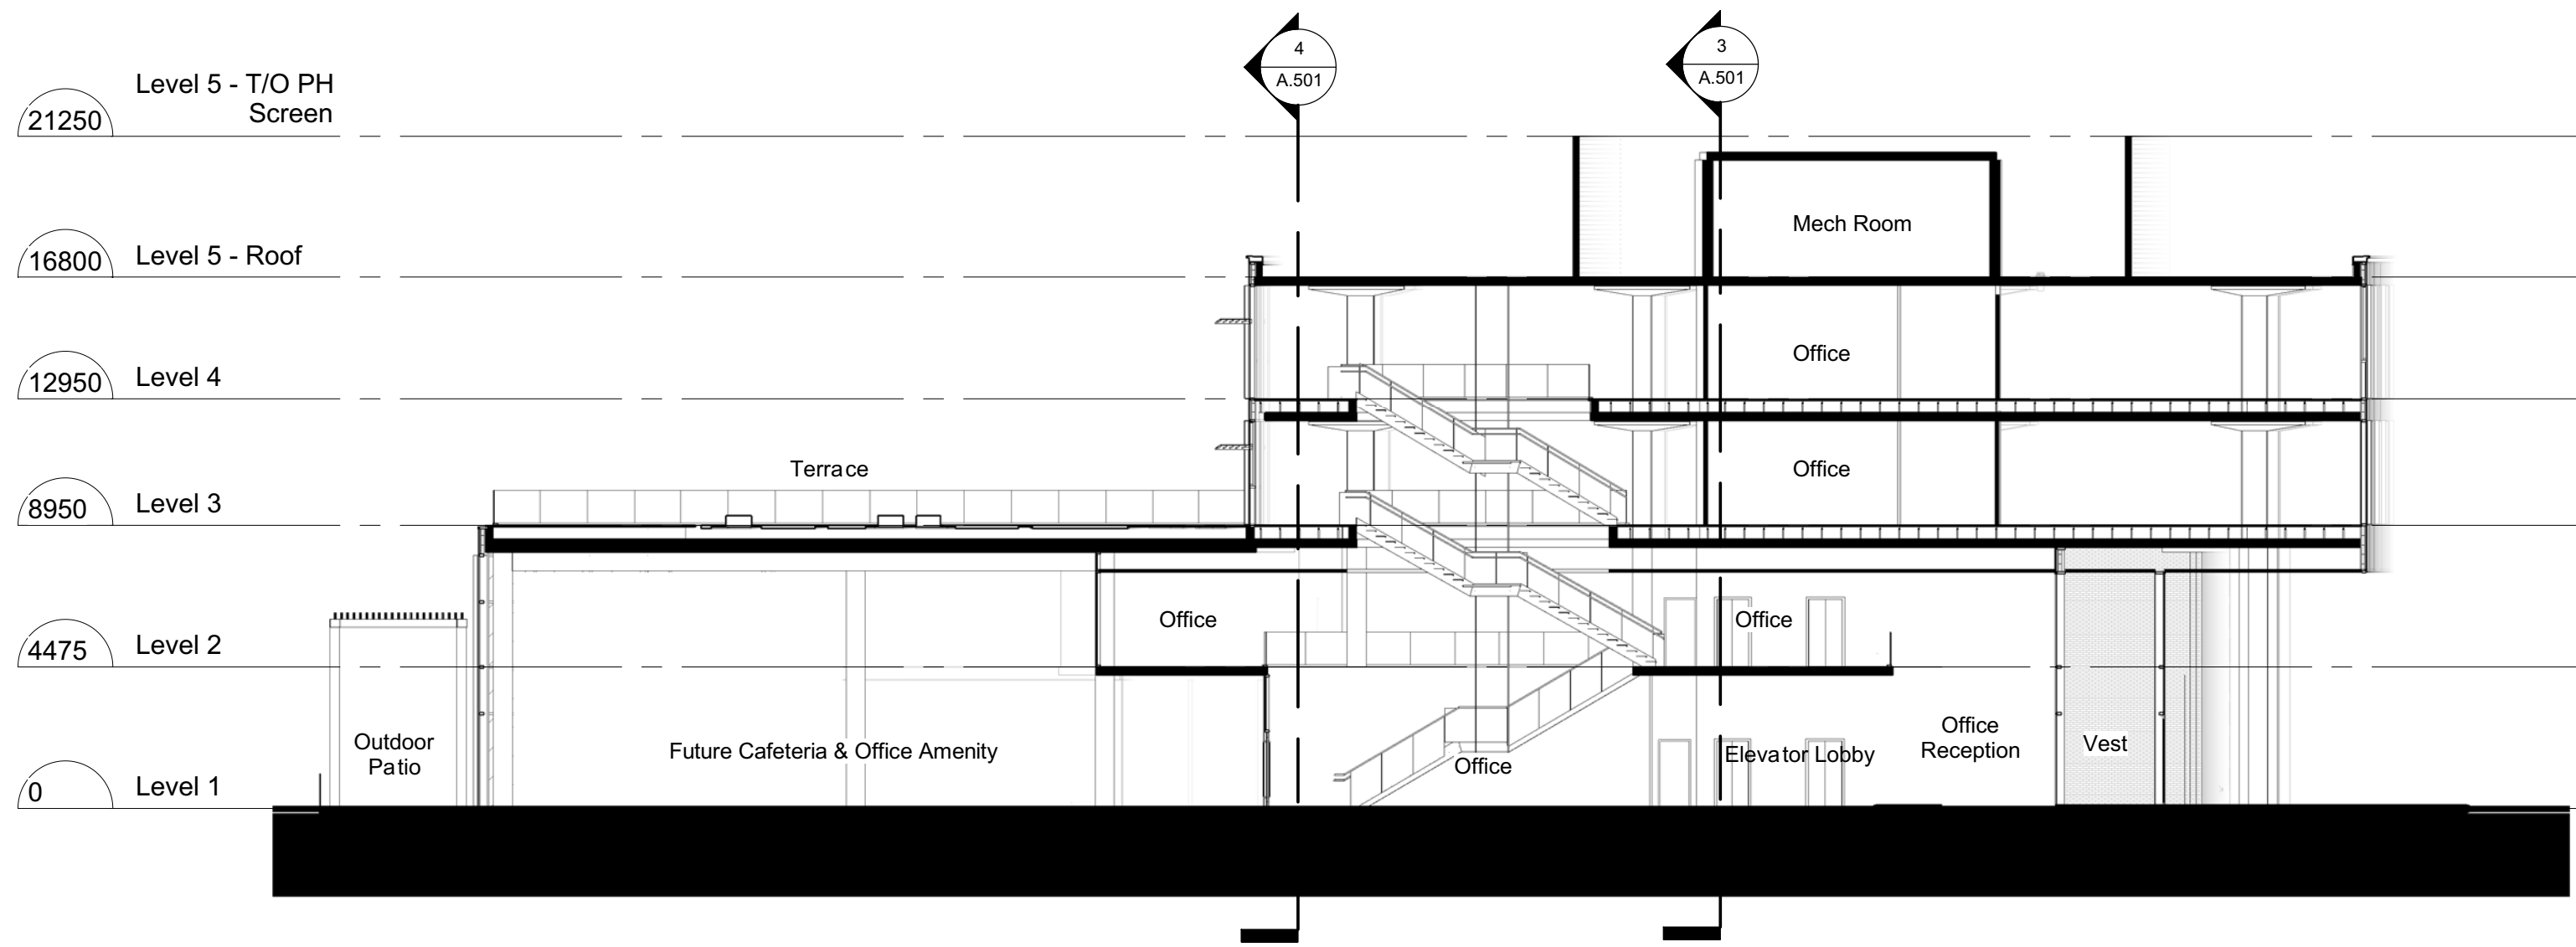 4
A.501
3
A.501
Level 5 - T/O PH
Screen
21250
Mech Room
Level 5 - Roof
16800
Office
Level 4
12950
Terrace
Office
Level 3
8950
Office
Office
Level 2
4475
Outdoor
Patio
Future Cafeteria & Office Amenity
Office
Elevator Lobby
Office
Reception
Vest
Level 1
0